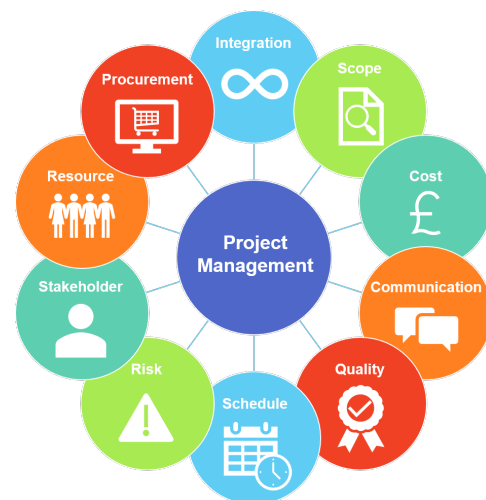 Integration
Scope
Cost
Communication
Quality
Schedule
Risk
Stakeholder
Resource
Procurement
Project
Management